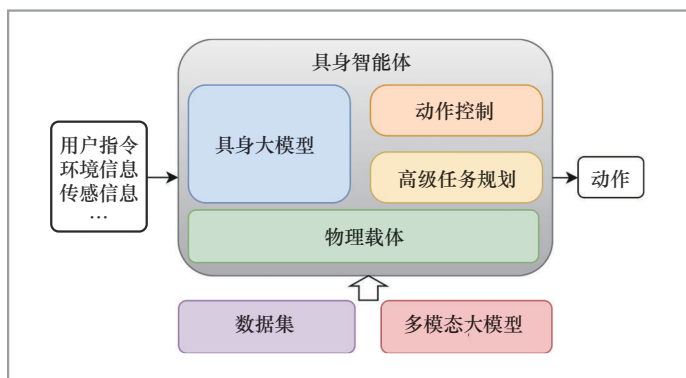 具身智能体
用户指令
环境信息
传感信息
…
具身大模型
动作控制
高级任务规划
物理载体
动作
数据集
多模态大模型